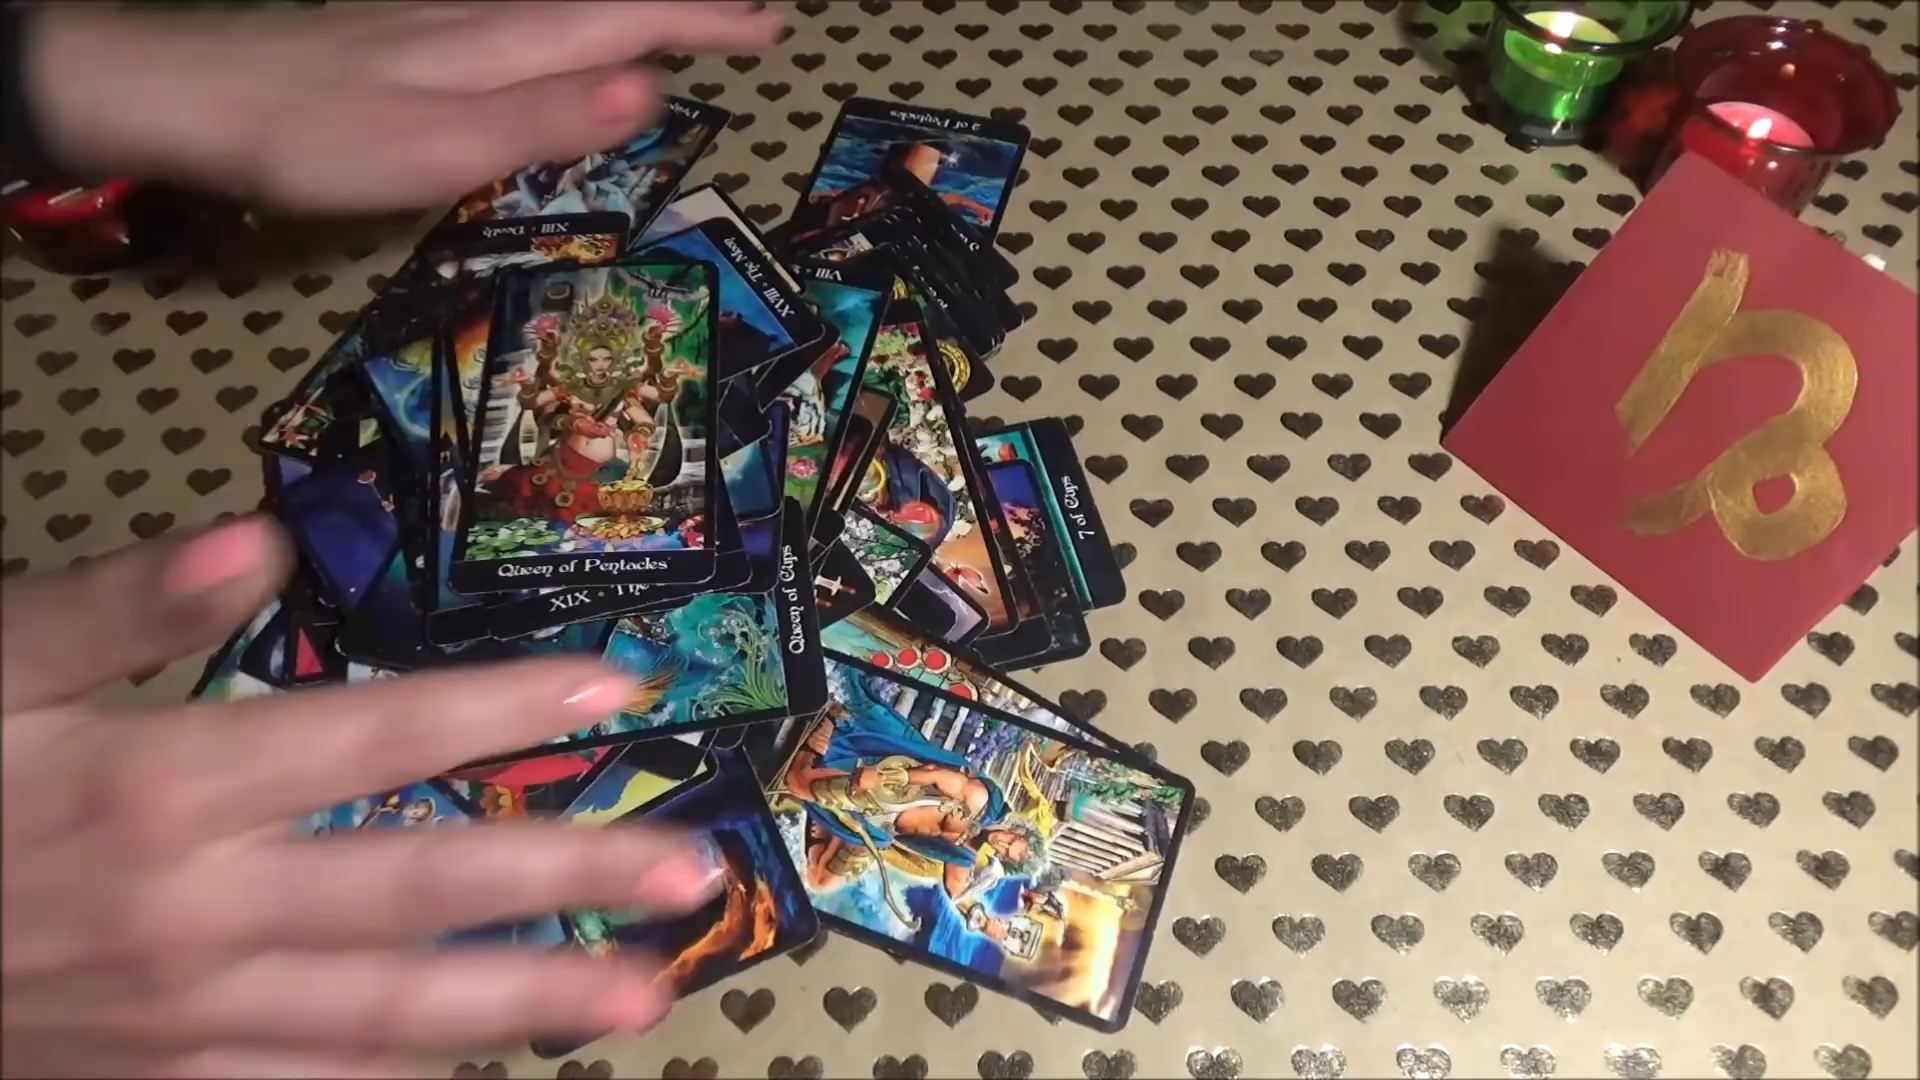 2 of Pentacles
XIII • Death
XVIII • The Moon
VIII •
7 of Cups
Queen of Pentacles
XIX • The
Queen of Cups